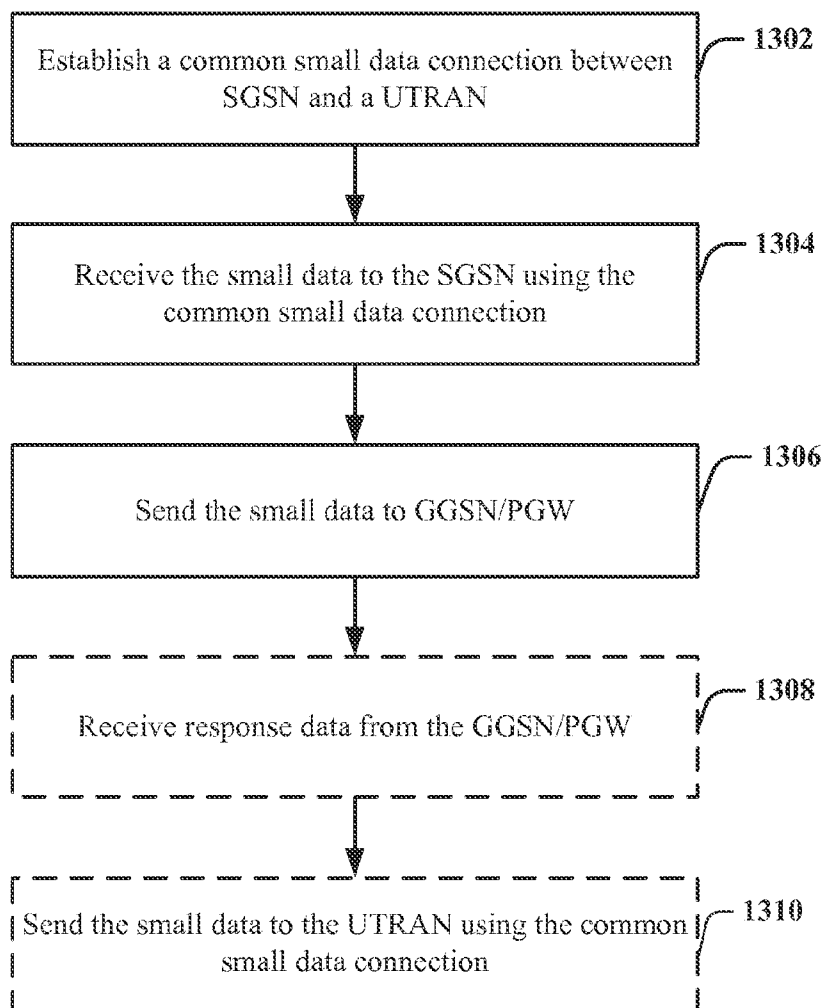 Establish a common small data connection between
SGSN and a UTRAN
1302
Receive the small data to the SGSN using the
common small data connection
1304
Send the small data to GGSN/PGW
1306
Receive response data from the GGSN/PGW
1308
Send the small data to the UTRAN using the common
small data connection
1310